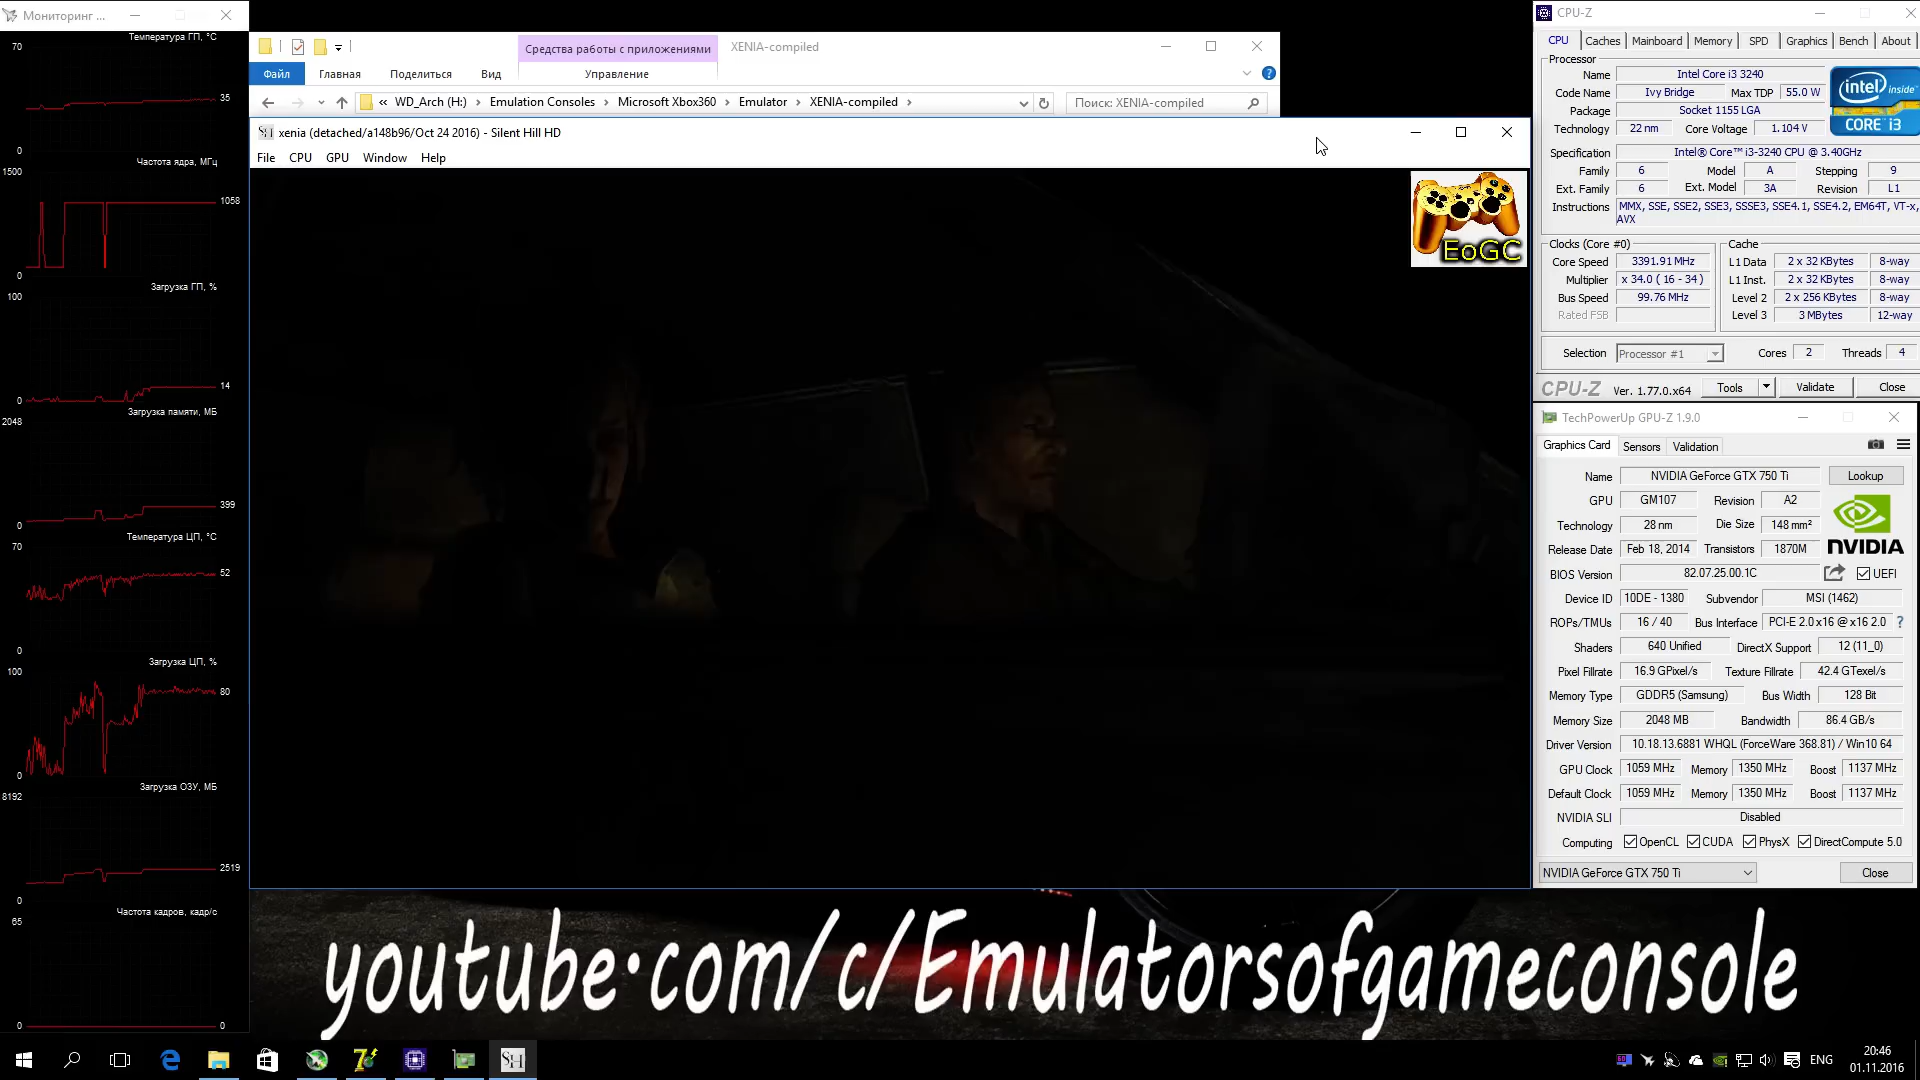 Мониторинг ...
Температура ГП, °C
70
35
0
Частота ядра, МГц
1500
1058
0
Загрузка ГП, %
100
14
0
Загрузка памяти, МБ
2048
399
0
Температура ЦП, °C
70
52
0
Загрузка ЦП, %
100
80
0
Загрузка ОЗУ, МБ
8192
2519
0
Частота кадров, кадр/с
65
0
0
Средства работы с приложениями
XENIA-compiled
Файл
Главная
Поделиться
Вид
Управление
« WD_Arch (H:) › Emulation Consoles › Microsoft Xbox360 › Emulator › XENIA-compiled ›
Поиск: XENIA-compiled
SH
xenia (detached/a148b96/Oct 24 2016) - Silent Hill HD
File CPU GPU Window Help
EoGC
youtube.com/c/Emulatorsofgameconsole
CPU-Z
CPU Caches Mainboard Memory SPD Graphics Bench About
Processor
Name Intel Core i3 3240
Code Name Ivy Bridge Max TDP 55.0 W
Package Socket 1155 LGA
Technology 22 nm Core Voltage 1.104 V
intel inside™
CORE i3
Specification Intel® Core™ i3-3240 CPU @ 3.40GHz
Family 6 Model A Stepping 9
Ext. Family 6 Ext. Model 3A Revision L1
Instructions MMX, SSE, SSE2, SSE3, SSSE3, SSE4.1, SSE4.2, EM64T, VT-x,
AVX
Clocks (Core #0) Cache
Core Speed 3391.91 MHz L1 Data 2 x 32 KBytes 8-way
Multiplier x 34.0 ( 16 - 34 ) L1 Inst. 2 x 32 KBytes 8-way
Bus Speed 99.76 MHz Level 2 2 x 256 KBytes 8-way
Rated FSB Level 3 3 MBytes 12-way
Selection Processor #1 Cores 2 Threads 4
CPU-Z Ver. 1.77.0.x64 Tools Validate Close
TechPowerUp GPU-Z 1.9.0
Graphics Card Sensors Validation
Name NVIDIA GeForce GTX 750 Ti Lookup
GPU GM107 Revision A2
Technology 28 nm Die Size 148 mm²
Release Date Feb 18, 2014 Transistors 1870M
NVIDIA
BIOS Version 82.07.25.00.1C UEFI
Device ID 10DE - 1380 Subvendor MSI (1462)
ROPs/TMUs 16 / 40 Bus Interface PCI-E 2.0 x16 @ x16 2.0 ?
Shaders 640 Unified DirectX Support 12 (11_0)
Pixel Fillrate 16.9 GPixel/s Texture Fillrate 42.4 GTexel/s
Memory Type GDDR5 (Samsung) Bus Width 128 Bit
Memory Size 2048 MB Bandwidth 86.4 GB/s
Driver Version 10.18.13.6881 WHQL (ForceWare 368.81) / Win10 64
GPU Clock 1059 MHz Memory 1350 MHz Boost 1137 MHz
Default Clock 1059 MHz Memory 1350 MHz Boost 1137 MHz
NVIDIA SLI Disabled
Computing OpenCL CUDA PhysX DirectCompute 5.0
NVIDIA GeForce GTX 750 Ti Close
SH
ENG
20:46
01.11.2016